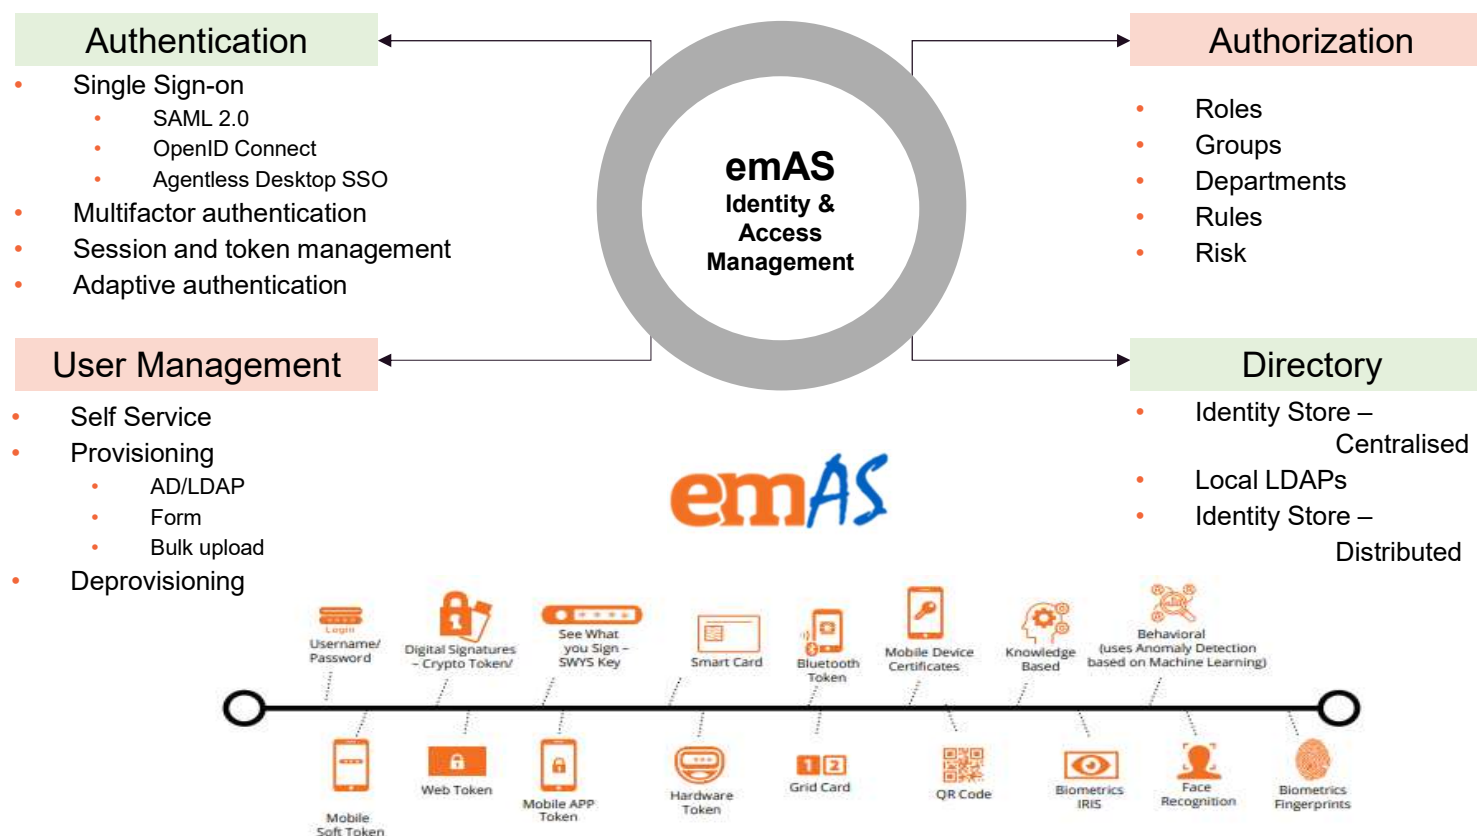 Authentication
Single Sign-on
SAML 2.0
OpenID Connect
Agentless Desktop SSO
Multifactor authentication
Session and token management
Adaptive authentication
emAS
Identity &
Access
Management
Authorization
Roles
Groups
Departments
Rules
Risk
User Management
Self Service
Provisioning
AD/LDAP
Form
Bulk upload
Deprovisioning
Directory
Identity Store –
Centralised
Local LDAPs
Identity Store –
Distributed
emAS
Login
Username/
Password
Digital Signatures
– Crypto Token/
See What
you Sign –
SWYS Key
Smart Card
Bluetooth
Token
Mobile Device
Certificates
Knowledge
Based
Behavioral
(uses Anomaly Detection
based on Machine Learning)
Mobile
Soft Token
Web Token
Mobile APP
Token
Hardware
Token
1 2
Grid Card
QR Code
Biometrics
IRIS
Face
Recognition
Biometrics
Fingerprints